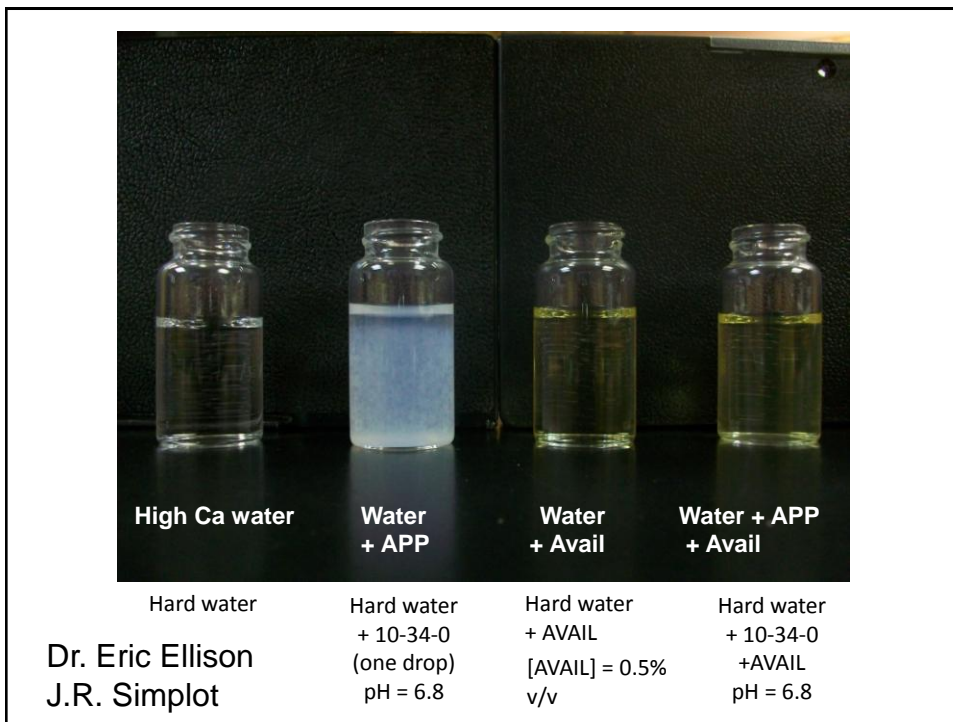 High Ca water
Water
+ APP
Water
+ Avail
Water + APP
+ Avail
Hard water
Hard water
+ 10-34-0
(one drop)
pH = 6.8
Hard water
+ AVAIL
[AVAIL] = 0.5%
v/v
Hard water
+ 10-34-0
+AVAIL
pH = 6.8
Dr. Eric Ellison
J.R. Simplot